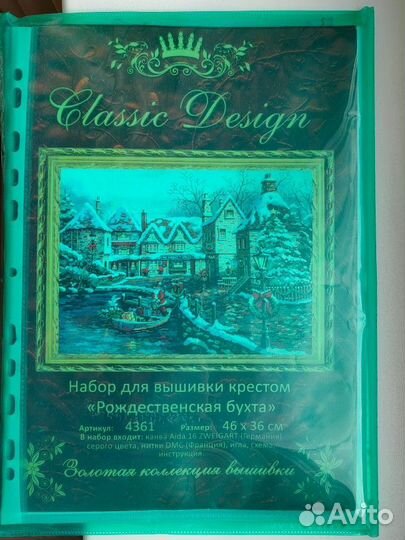 Classic Design
Набор для вышивки крестом
«Рождественская бухта»
Артикул: 4361 Размер: 46 x 36 см
В набор входит: канва Aida 16 ZWEIGART (Германия)
серого цвета, нитки DMC (Франция), игла, схема,
инструкция
Золотая коллекция вышивки
Avito